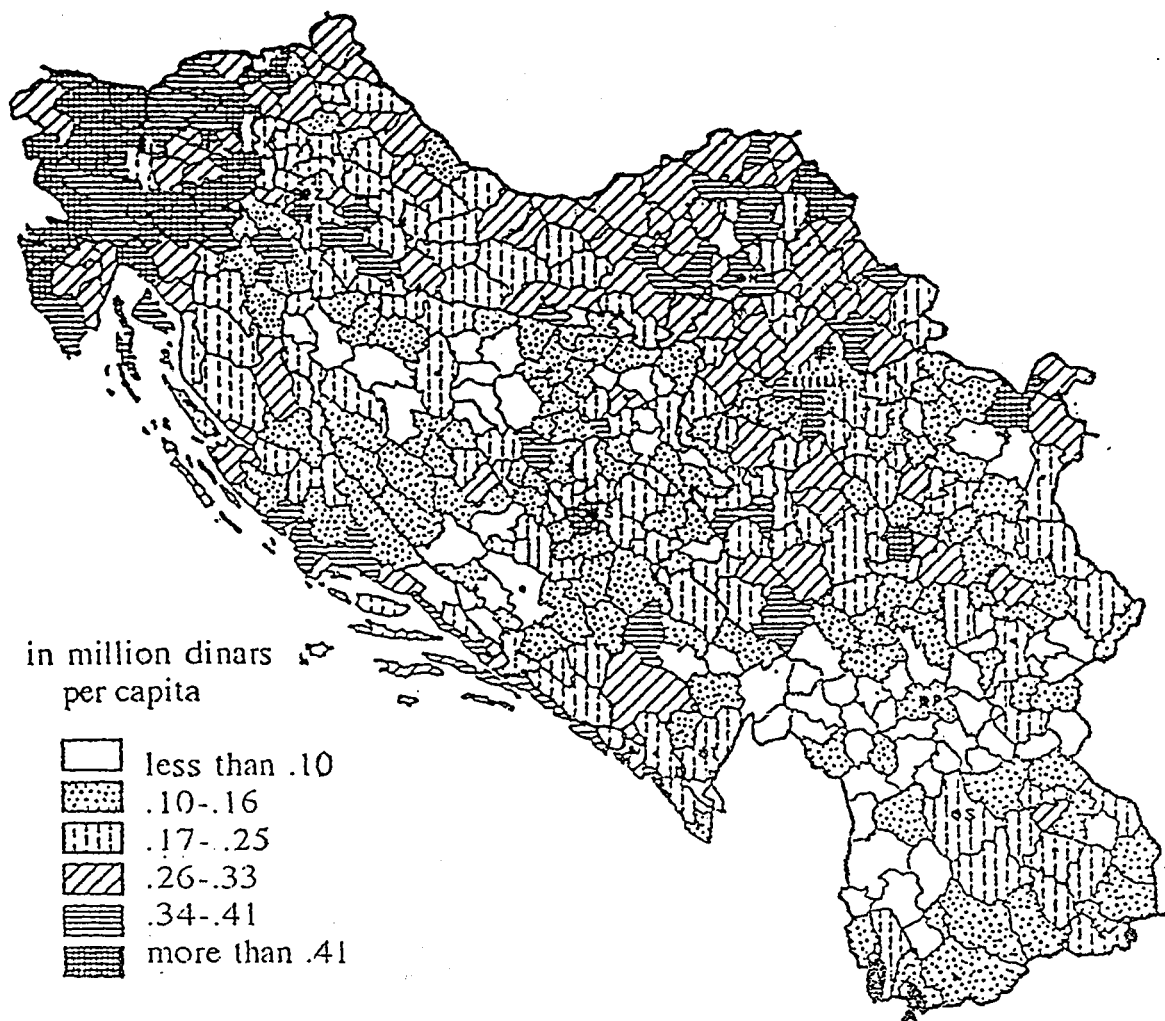 in million dinars
per capita
less than .10
.10-.16
.17-.25
.26-.33
.34-.41
more than .41